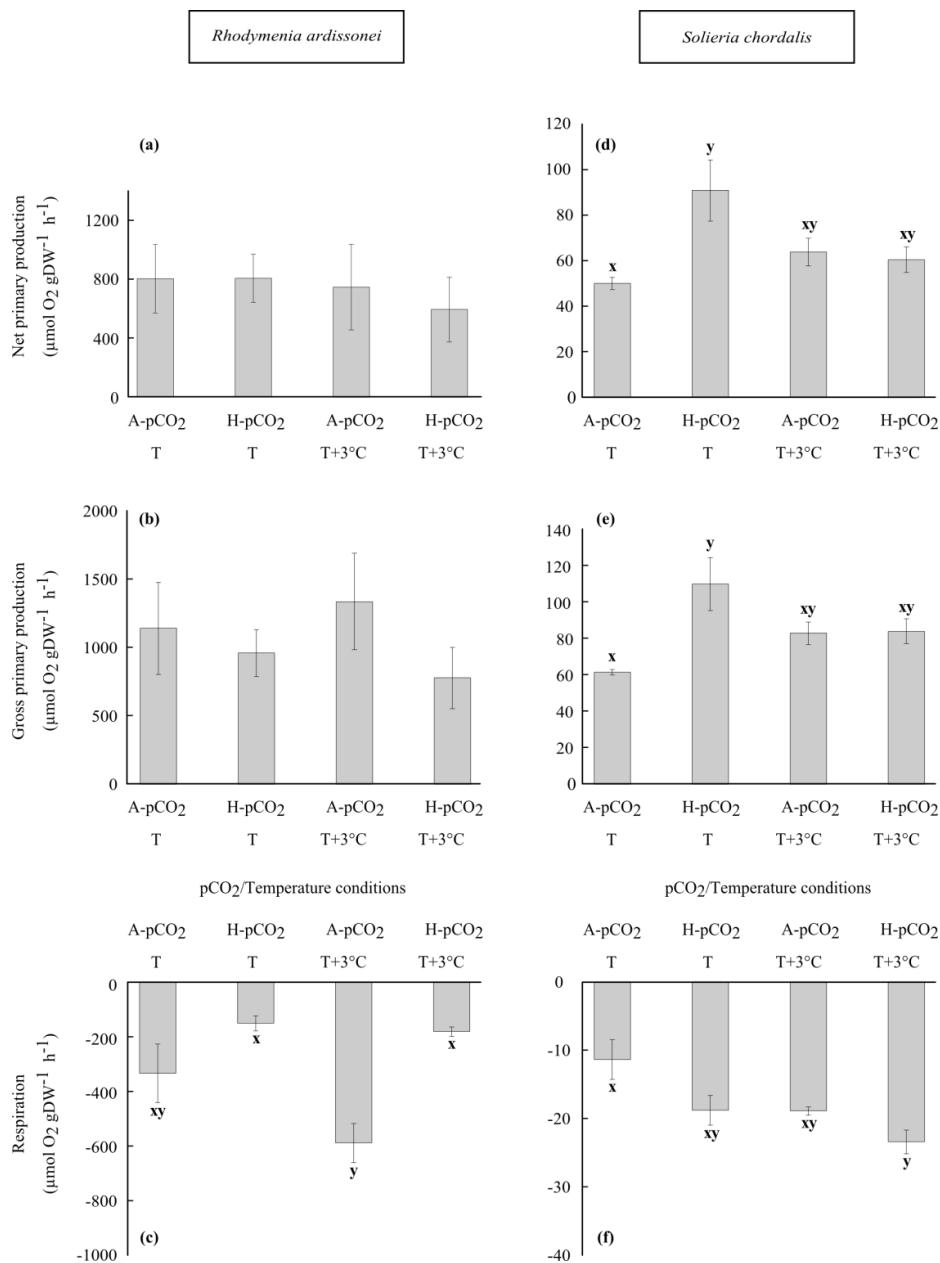 Rhodymenia ardissonei
Solieria chordalis
(a)
Net primary production
(µmol O2 gDW-1 h-1)
1200
800
400
0
A-pCO2 H-pCO2 A-pCO2 H-pCO2
T T T+3°C T+3°C
(d)
120
100
80
60
40
20
0
x y xy xy
A-pCO2 H-pCO2 A-pCO2 H-pCO2
T T T+3°C T+3°C
(b)
Gross primary production
(µmol O2 gDW-1 h-1)
2000
1500
1000
500
0
A-pCO2 H-pCO2 A-pCO2 H-pCO2
T T T+3°C T+3°C
(e)
140
120
100
80
60
40
20
0
x y xy xy
A-pCO2 H-pCO2 A-pCO2 H-pCO2
T T T+3°C T+3°C
pCO2/Temperature conditions
A-pCO2 H-pCO2 A-pCO2 H-pCO2
T T T+3°C T+3°C
Respiration
(µmol O2 gDW-1 h-1)
0
-200
-400
-600
-800
-1000
xy x y x
(c)
pCO2/Temperature conditions
A-pCO2 H-pCO2 A-pCO2 H-pCO2
T T T+3°C T+3°C
0
-10
-20
-30
-40
x xy xy y
(f)